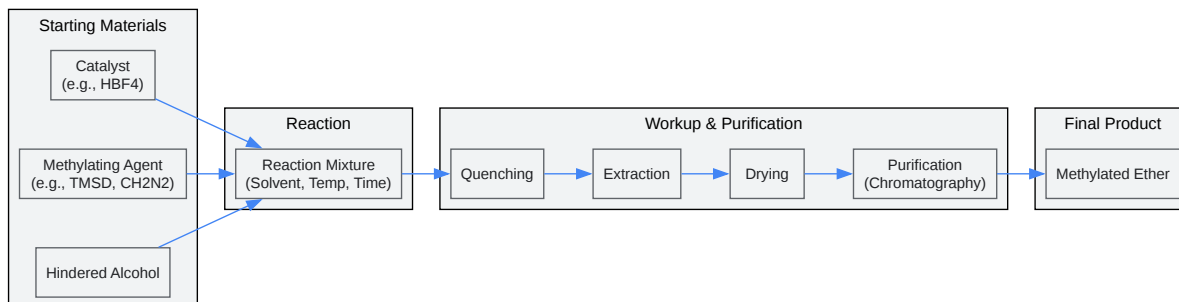 Starting Materials
Catalyst
(e.g., HBF4)
Methylating Agent
(e.g., TMSD, CH2N2)
Hindered Alcohol
Reaction
Reaction Mixture
(Solvent, Temp, Time)
Workup & Purification
Quenching
Extraction
Drying
Purification
(Chromatography)
Final Product
Methylated Ether